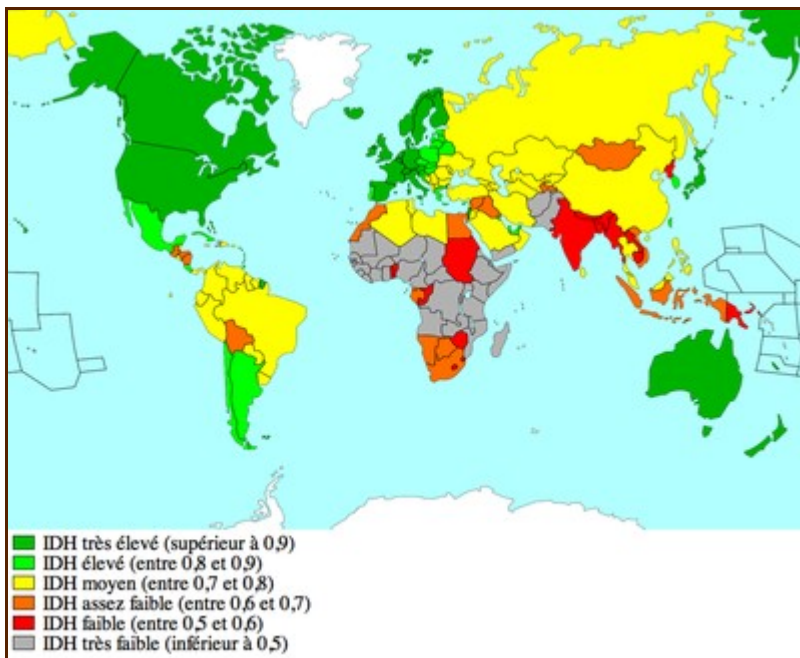 IDH très élevé (supérieur à 0,9)
IDH élevé (entre 0,8 et 0,9)
IDH moyen (entre 0,7 et 0,8)
IDH assez faible (entre 0,6 et 0,7)
IDH faible (entre 0,5 et 0,6)
IDH très faible (inférieur à 0,5)